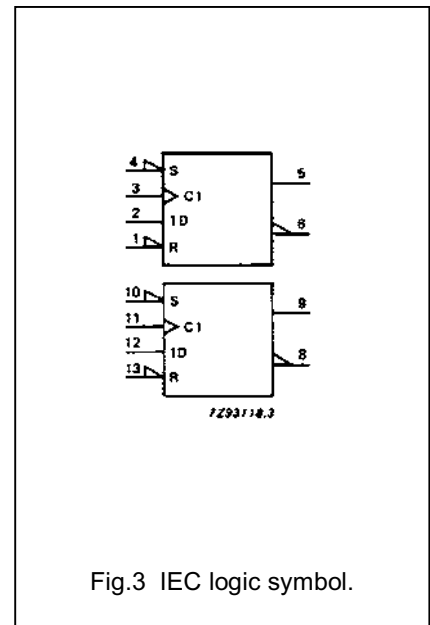 4 S 5
3 C1
2 1D
1 R 6
10 S 9
11 C1
12 1D
13 R 8
7Z93118.3
Fig.3 IEC logic symbol.